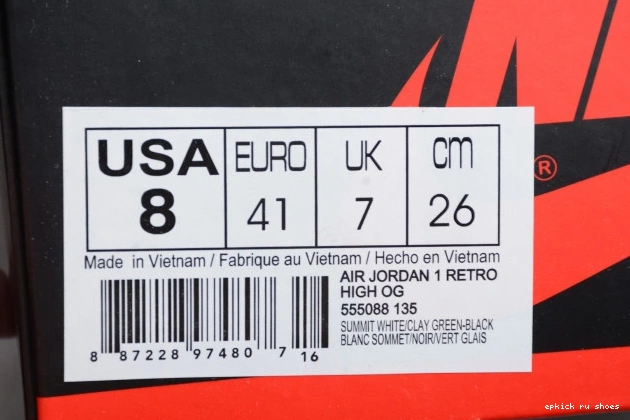 USA EURO UK cm
8 41 7 26
Made in Vietnam / Fabrique au Vietnam / Hecho en Vietnam
AIR JORDAN 1 RETRO
HIGH OG
555088 135
SUMMIT WHITE/CLAY GREEN-BLACK
BLANC SOMMET/NOIR/VERT GLAIS
8 87228 97480 7 16
®
epkick ru shoes